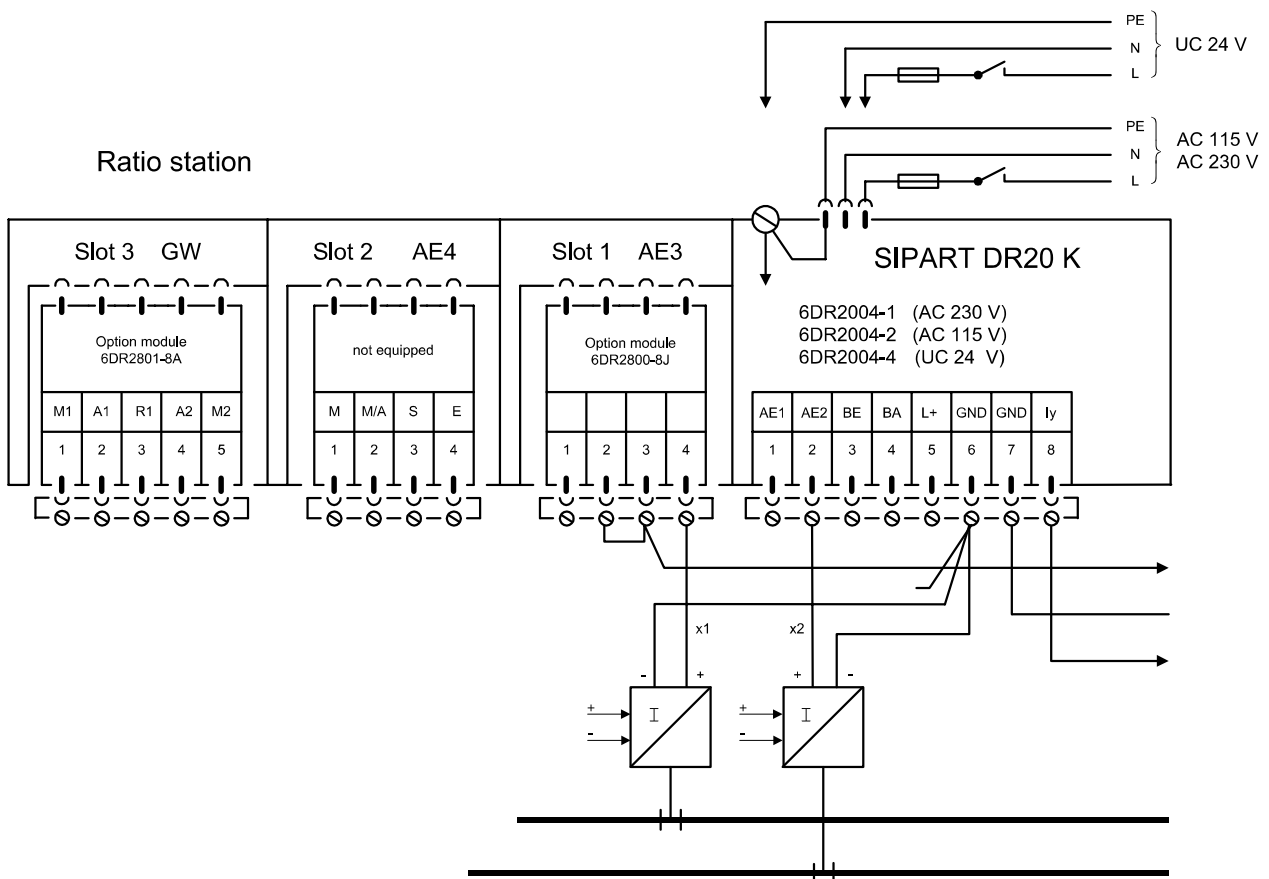 PE
N
L
UC 24 V
PE
N
L
AC 115 V
AC 230 V
Ratio station
Slot 3 GW
Slot 2 AE4
Slot 1 AE3
SIPART DR20 K
6DR2004-1 (AC 230 V)
6DR2004-2 (AC 115 V)
6DR2004-4 (UC 24 V)
Option module
6DR2801-8A
not equipped
Option module
6DR2800-8J
M1 A1 R1 A2 M2
1 2 3 4 5
M M/A S E
1 2 3 4
1 2 3 4
AE1 AE2 BE BA L+ GND GND Iy
1 2 3 4 5 6 7 8
x1 x2
- + + -
+ I + I
- -